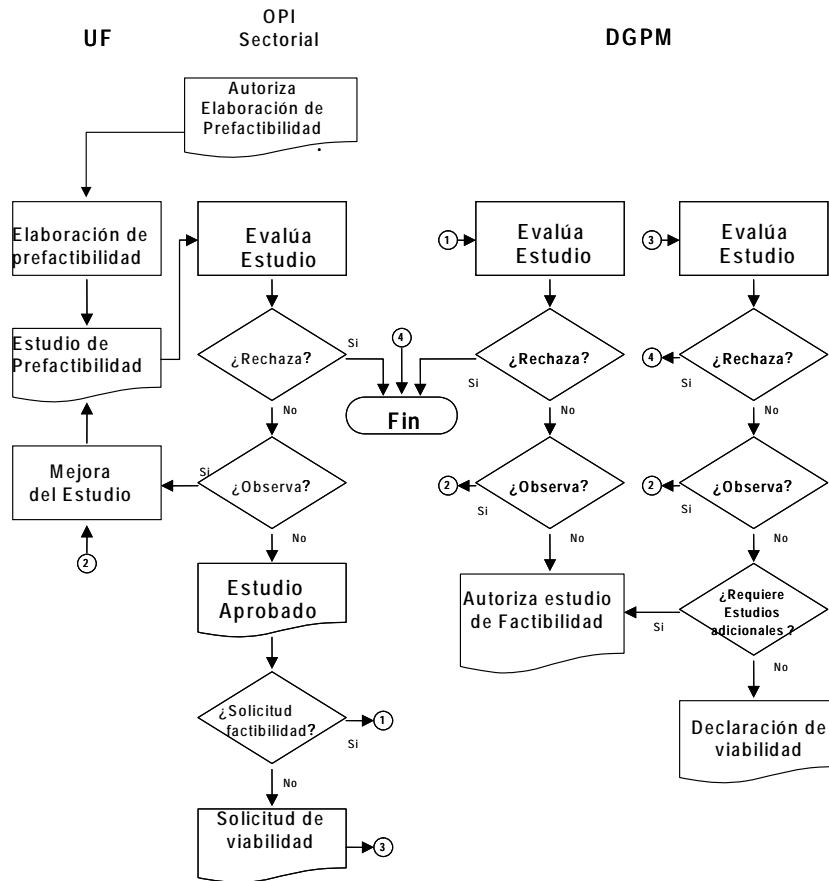 OPI
UF
Sectorial
DGPM
Autoriza
Elaboración de
Prefactibilidad
Elaboración de
prefactibilidad
Evalúa
Estudio
1
Evalúa
Estudio
3
Evalúa
Estudio
Estudio de
Prefactibilidad
¿Rechaza?
Si
No
4
Fin
¿Rechaza?
Si
No
4
¿Rechaza?
Si
No
Mejora
del Estudio
2
Si
¿Observa?
No
2
¿Observa?
Si
No
2
¿Observa?
Si
No
Estudio
Aprobado
Autoriza estudio
de Factibilidad
Si
¿Requiere
Estudios
adicionales ?
No
¿Solicitud
factibilidad?
1
Si
No
Declaración de
viabilidad
Solicitud de
viabilidad
3